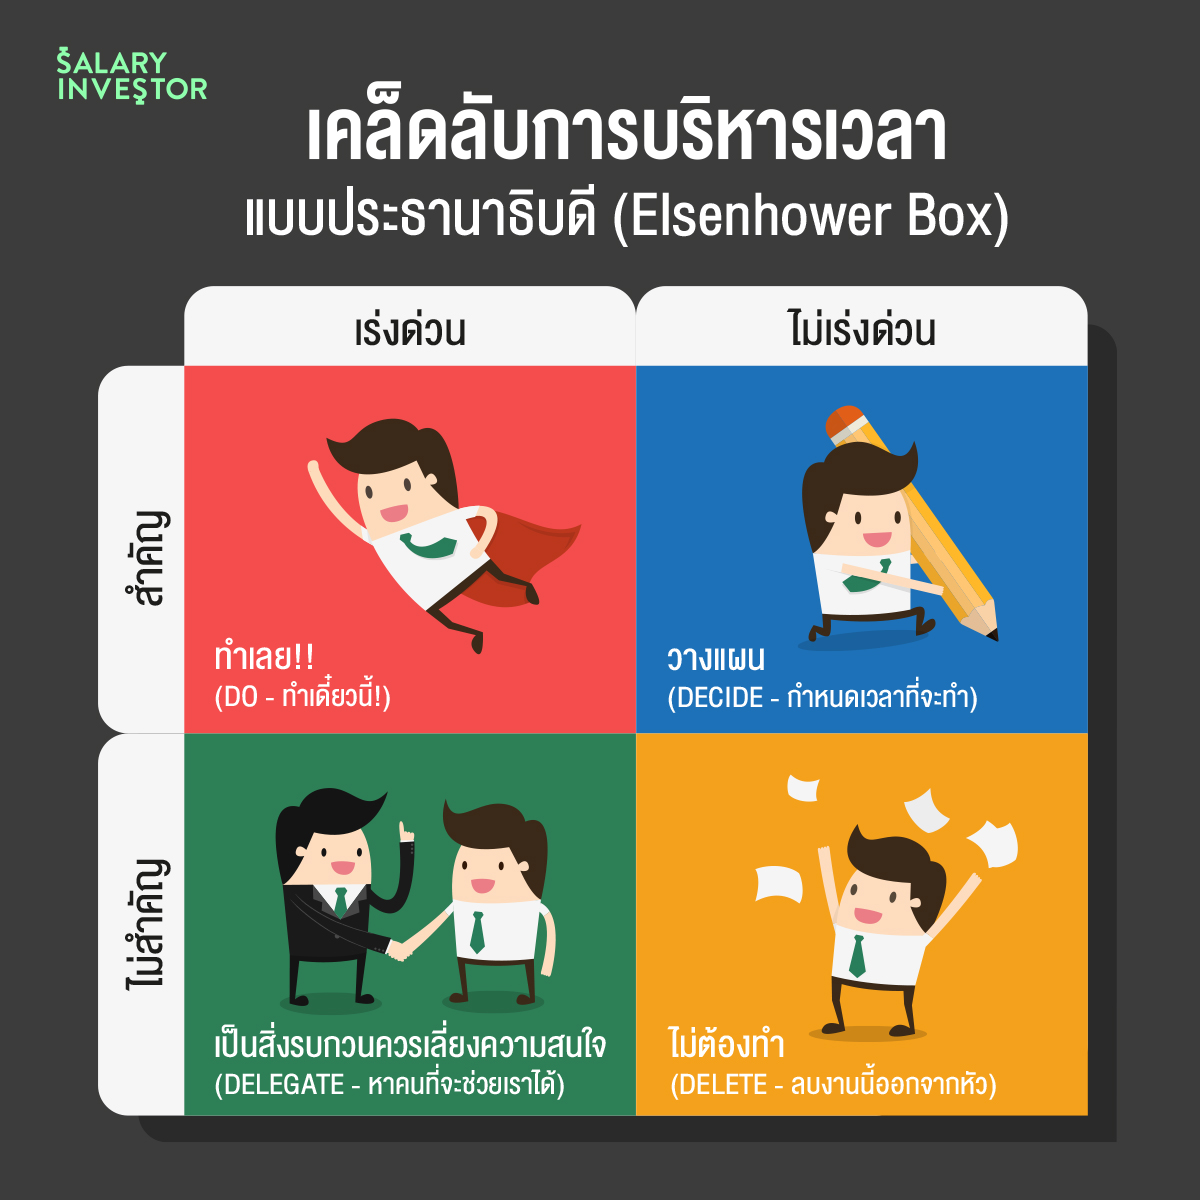 SALARY
INVESTOR
เคล็ดลับการบริหารเวลา
แบบประธานาธิบดี (Elsenhower Box)
เร่งด่วน
ไม่เร่งด่วน
สำคัญ
ทำเลย!!
(DO - ทำเดี๋ยวนี้!)
วางแผน
(DECIDE - กำหนดเวลาที่จะทำ)
ไม่สำคัญ
เป็นสิ่งรบกวนควรเลี่ยงความสนใจ
(DELEGATE - หาคนที่จะช่วยเราได้)
ไม่ต้องทำ
(DELETE - ลบงานนี้ออกจากหัว)